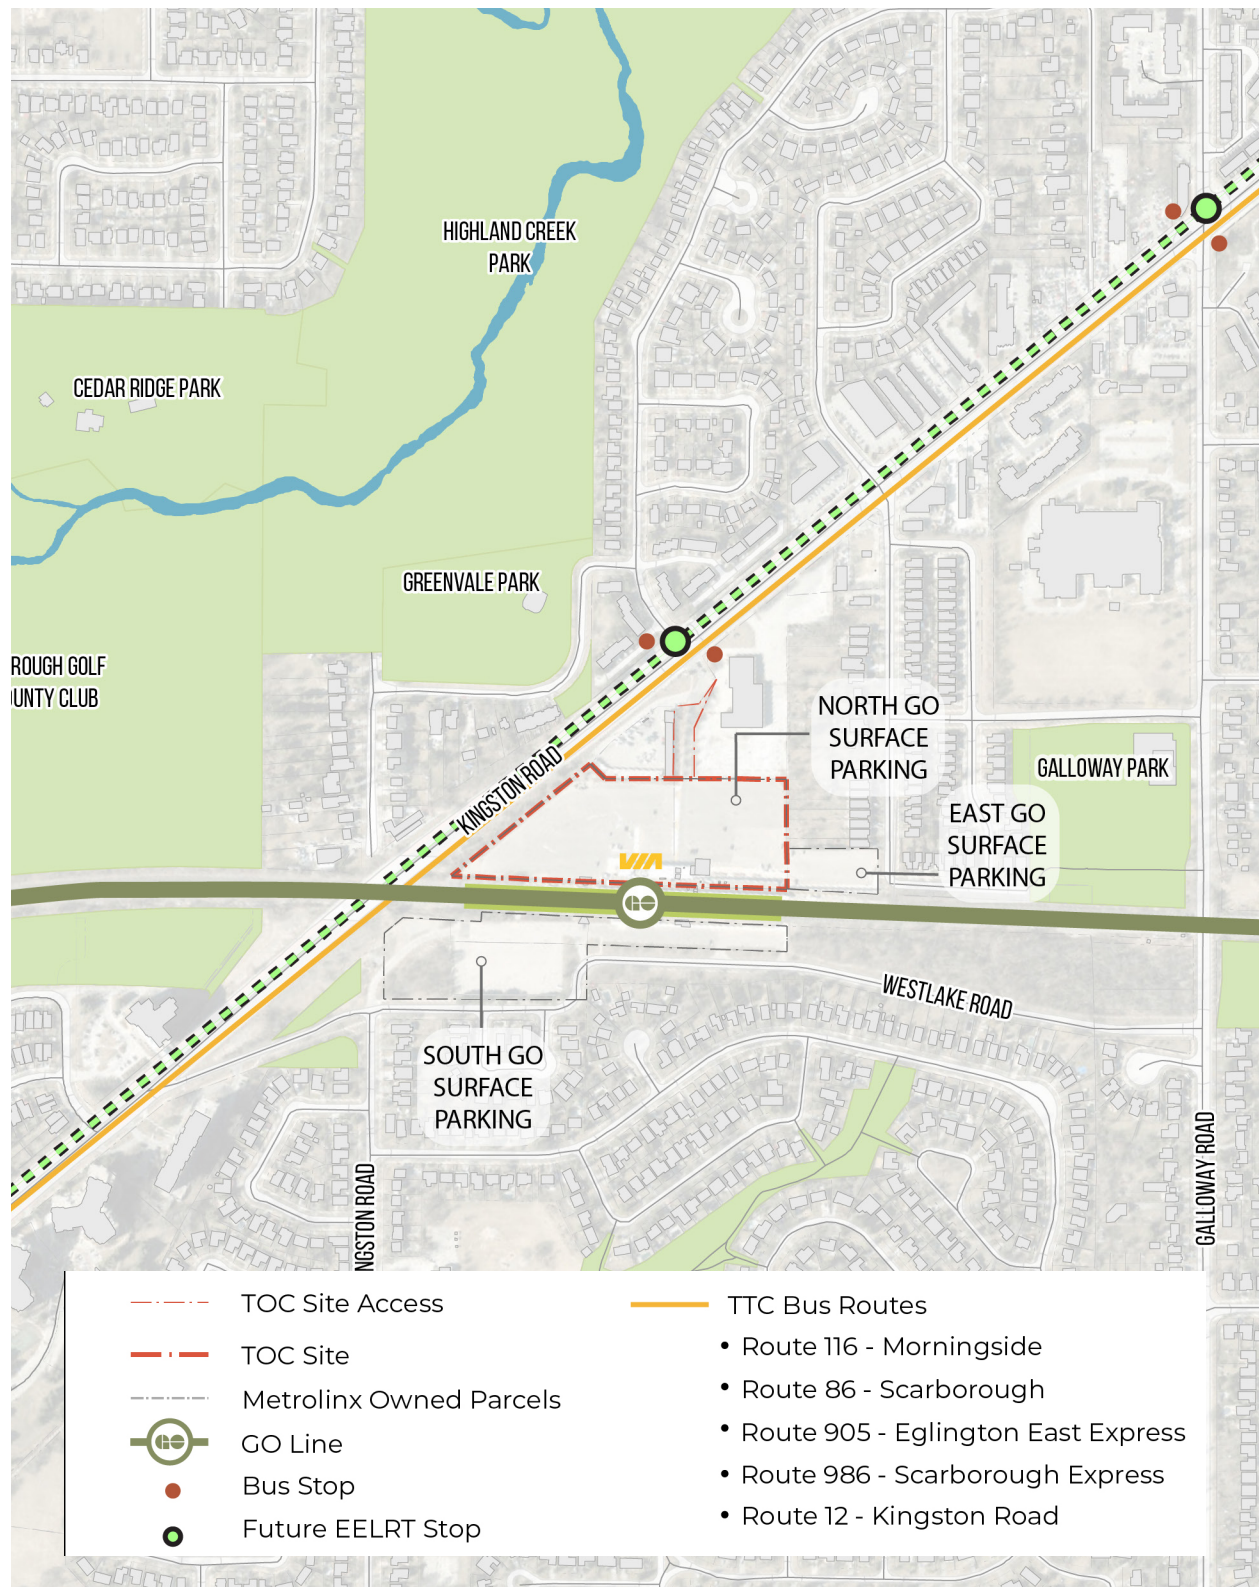 HIGHLAND CREEK
PARK
CEDAR RIDGE PARK
GREENVALE PARK
ROUGH GOLF
UNTY CLUB
NORTH GO
SURFACE
PARKING
KINGSTON ROAD
GALLOWAY PARK
EAST GO
SURFACE
PARKING
VIA
GO
WESTLAKE ROAD
SOUTH GO
SURFACE
PARKING
GALLOWAY ROAD
NGSTON ROAD
TOC Site Access
TOC Site
Metrolinx Owned Parcels
GO
GO Line
Bus Stop
Future EELRT Stop
TTC Bus Routes
• Route 116 - Morningside
• Route 86 - Scarborough
• Route 905 - Eglington East Express
• Route 986 - Scarborough Express
• Route 12 - Kingston Road